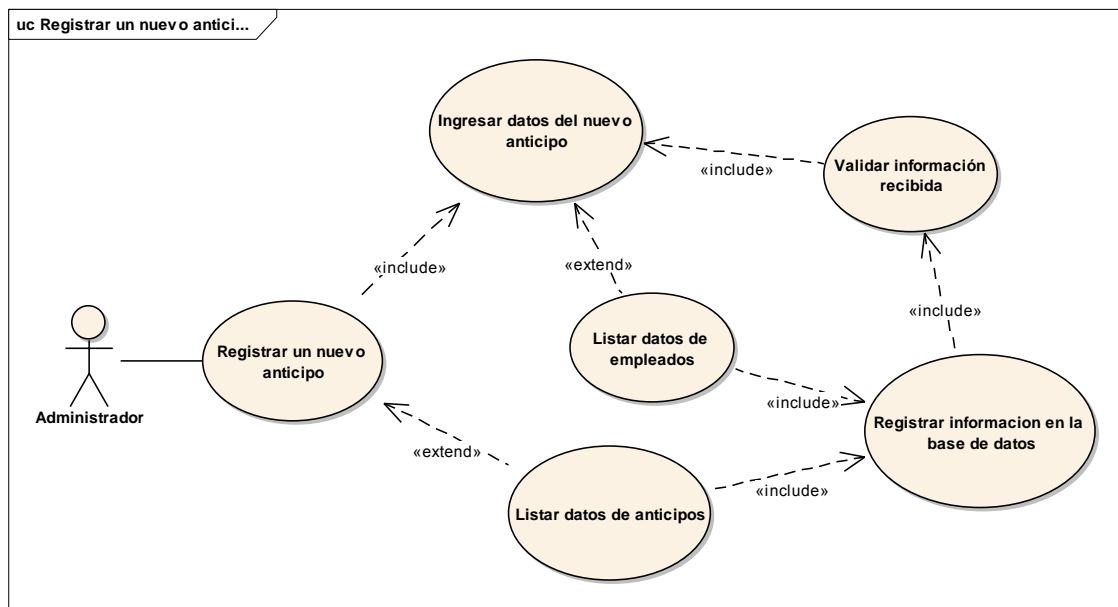 uc Registrar un nuevo antici...
Ingresar datos del nuevo
anticipo
«include»
Validar información
recibida
«include»
«extend»
«include»
Registrar un nuevo
anticipo
Listar datos de
empleados
Administrador
«include»
Registrar informacion en la
base de datos
«extend»
«include»
Listar datos de anticipos